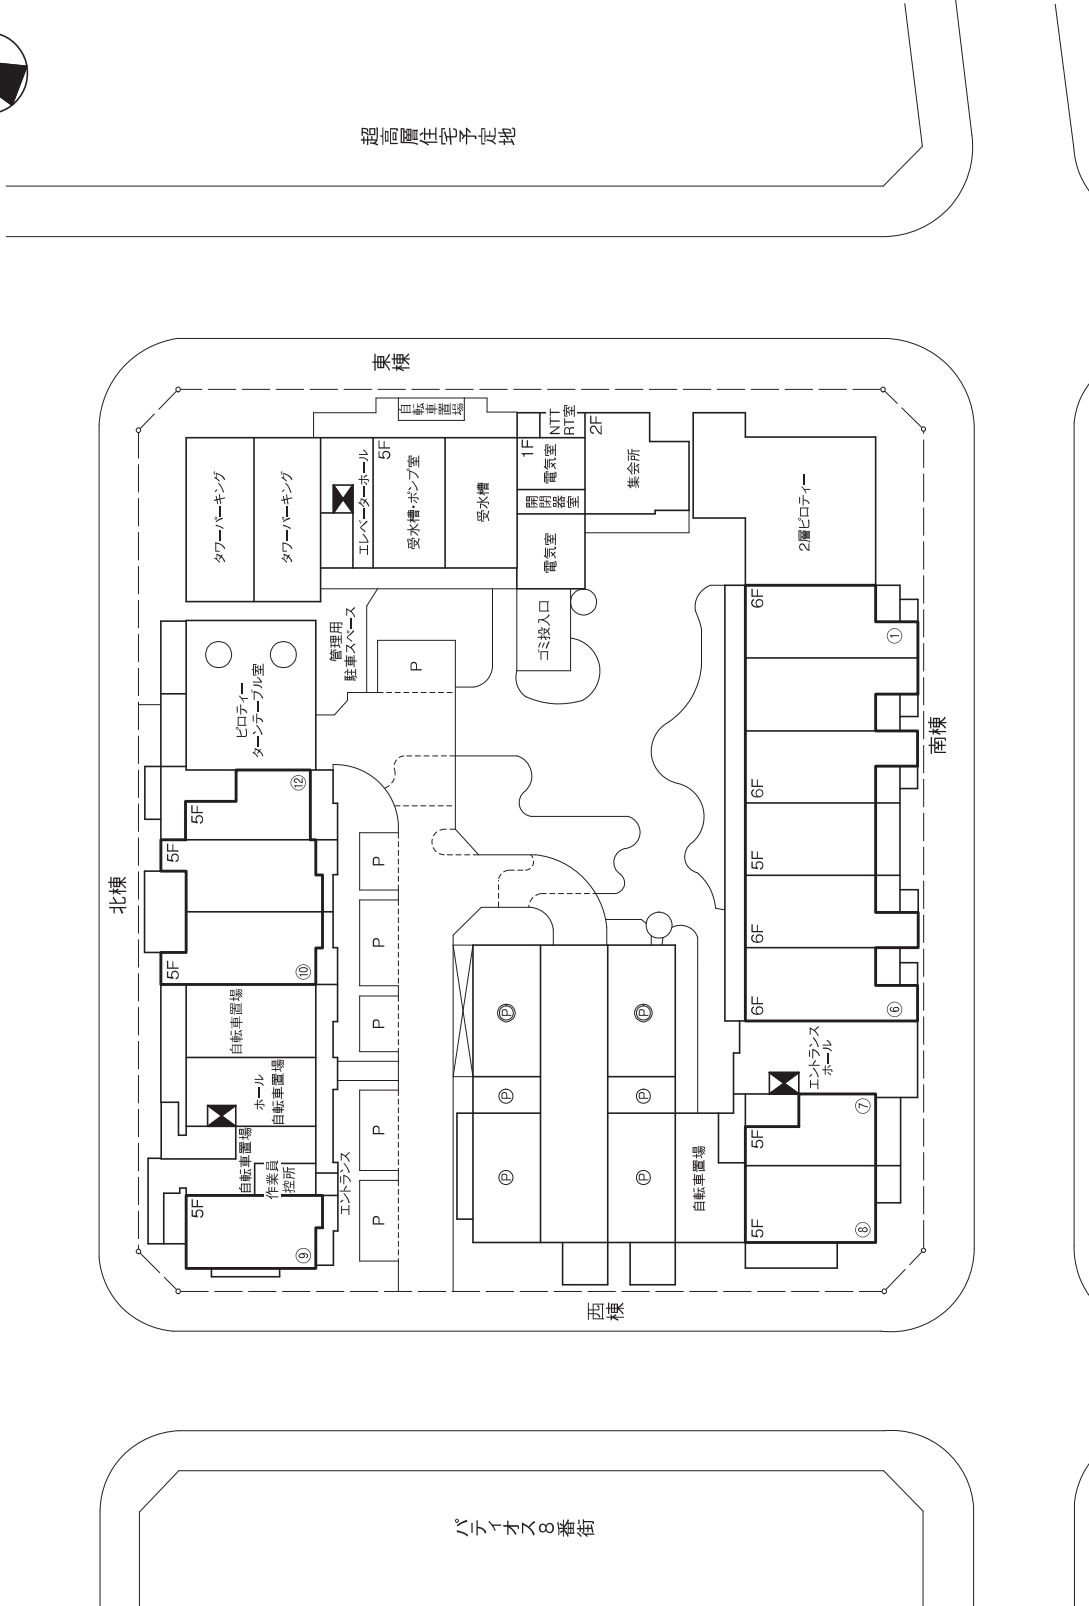 超高層住宅予定地
東棟
自転車置場
タワーパーキング
タワーパーキング
エレベーターホール
5F
受水槽・ポンプ室
受水槽
1F
NTT
RT室
電気室
開閉器室
電気室
2F
集会所
2層ピロティー
ゴミ投入口
管理用
駐車スペース
P
ピロティー
ターンテーブル室
北棟
5F
⑫
5F
5F
⑩
自転車置場
ホール
自転車置場
自転車置場
作業員
控所
エントランス
5F
⑨
P
P
P
P
P
Ⓟ
Ⓟ
Ⓟ
Ⓟ
Ⓟ
Ⓟ
自転車置場
西棟
南棟
6F
①
6F
5F
6F
6F
⑥
エントランス
ホール
⑦
5F
5F
⑧
パティオス8番街